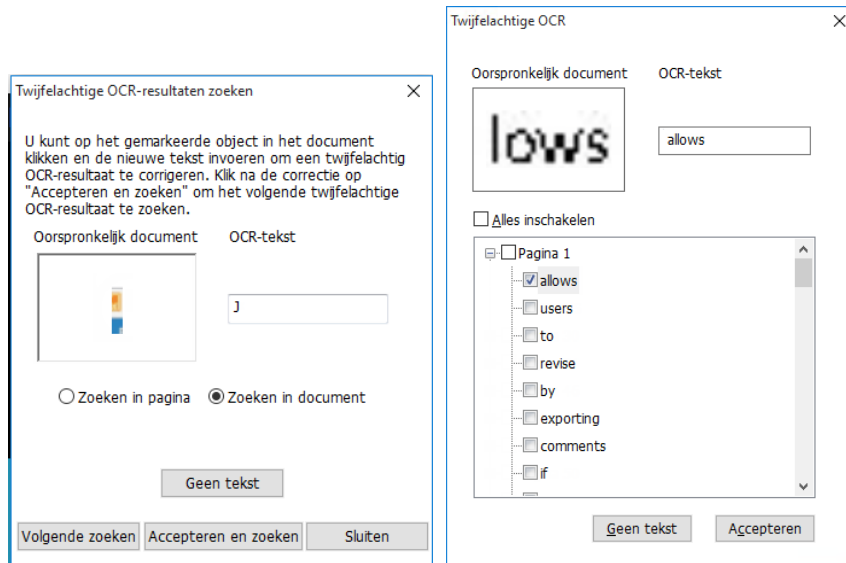 Twijfelachtige OCR-resultaten zoeken
U kunt op het gemarkeerde object in het document
klikken en de nieuwe tekst invoeren om een twijfelachtig
OCR-resultaat te corrigeren. Klik na de correctie op
"Accepteren en zoeken" om het volgende twijfelachtige
OCR-resultaat te zoeken.
Oorspronkelijk document OCR-tekst
J
Zoeken in pagina Zoeken in document
Geen tekst
Volgende zoeken Accepteren en zoeken Sluiten
Twijfelachtige OCR
Oorspronkelijk document OCR-tekst
lows
allows
Alles inschakelen
Pagina 1
allows
users
to
revise
by
exporting
comments
if
Geen tekst Accepteren